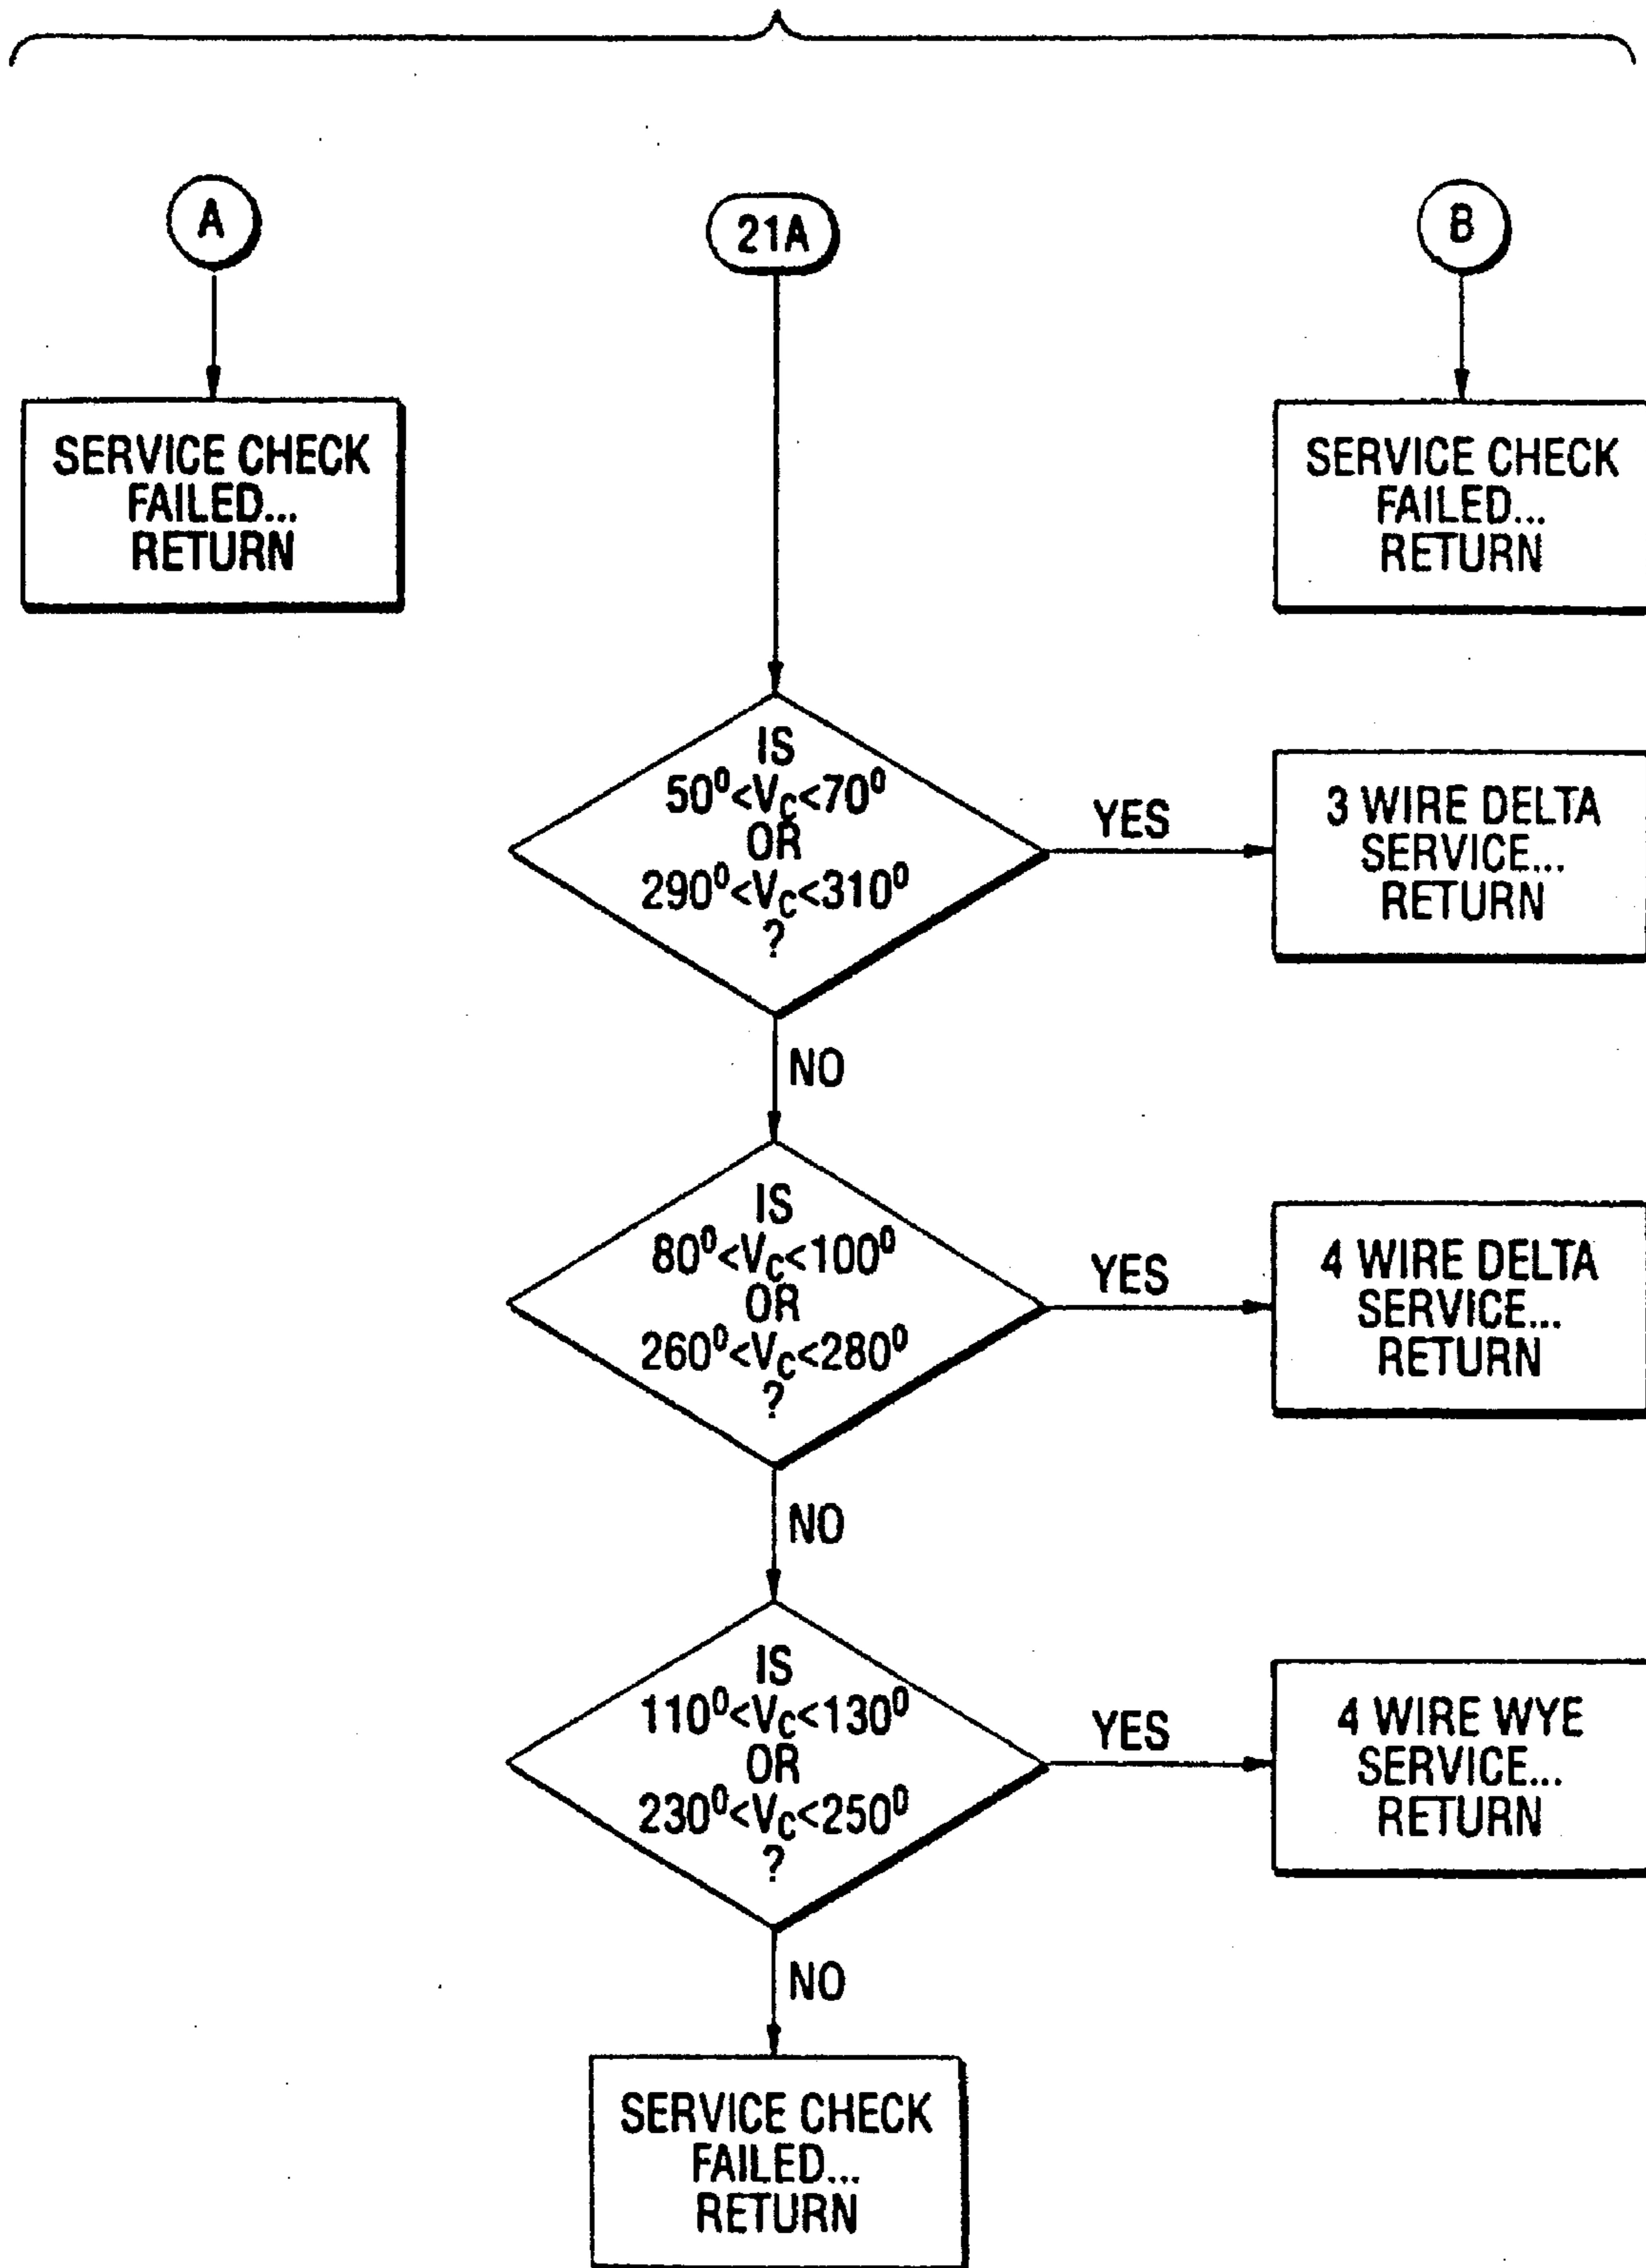 A
21A
B
SERVICE CHECK
FAILED...
RETURN
SERVICE CHECK
FAILED...
RETURN
IS
50⁰<V_C<70⁰
OR
290⁰<V_C<310⁰
?
YES
3 WIRE DELTA
SERVICE...
RETURN
NO
IS
80⁰<V_C<100⁰
OR
260⁰<V_C<280⁰
?
YES
4 WIRE DELTA
SERVICE...
RETURN
NO
IS
110⁰<V_C<130⁰
OR
230⁰<V_C<250⁰
?
YES
4 WIRE WYE
SERVICE...
RETURN
NO
SERVICE CHECK
FAILED...
RETURN